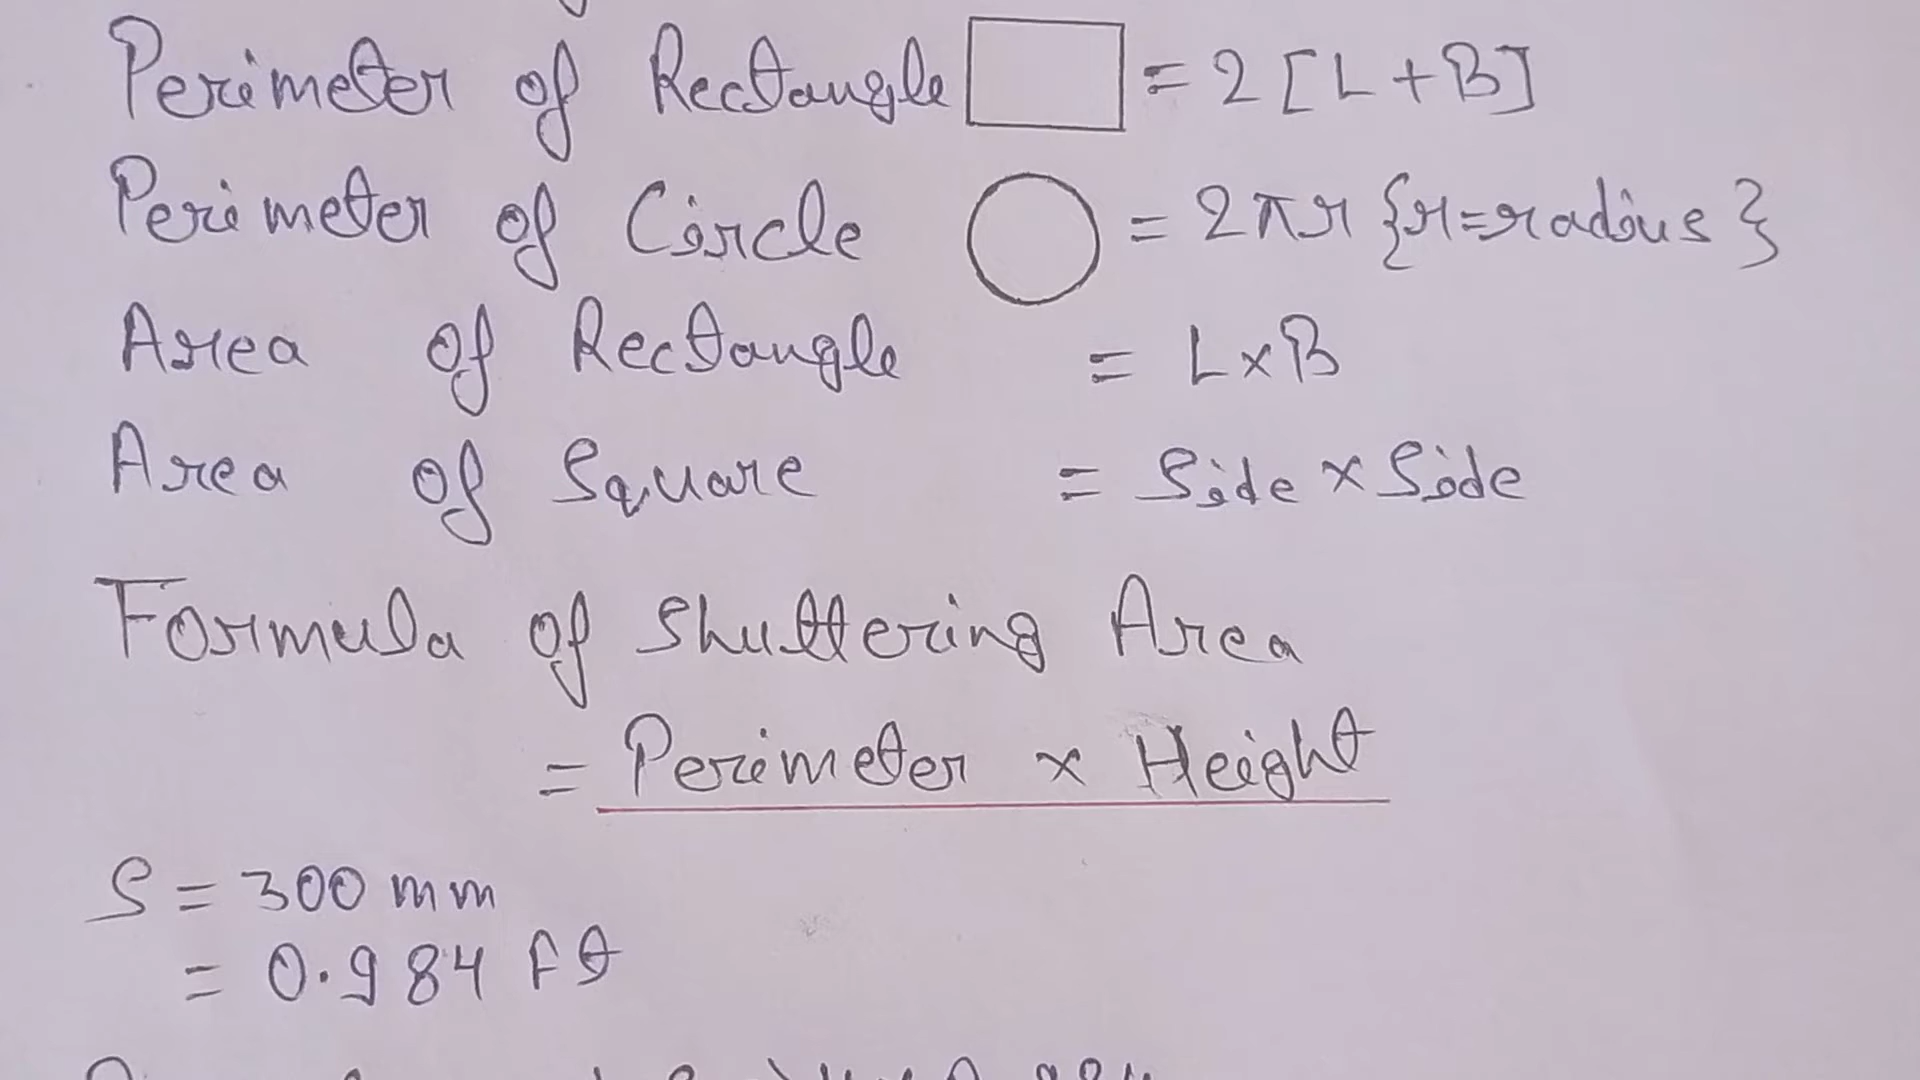 Perimeter of Rectangle = 2 [L + B]
Perimeter of Circle = 2πr {r=radius}
Area of Rectangle = L×B
Area of Square = Side × Side
Formula of Shuttering Area
= Perimeter × Height
S = 300 mm
= 0.984 Ft